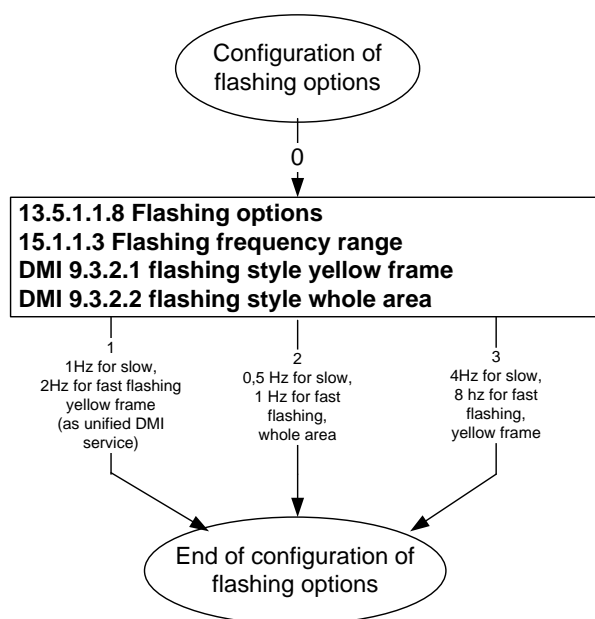 Configuration of
flashing options
0
13.5.1.1.8 Flashing options
15.1.1.3 Flashing frequency range
DMI 9.3.2.1 flashing style yellow frame
DMI 9.3.2.2 flashing style whole area
1
1Hz for slow,
2Hz for fast flashing
yellow frame
(as unified DMI
service)
2
0,5 Hz for slow,
1 Hz for fast
flashing,
whole area
3
4Hz for slow,
8 hz for fast
flashing,
yellow frame
End of configuration of
flashing options